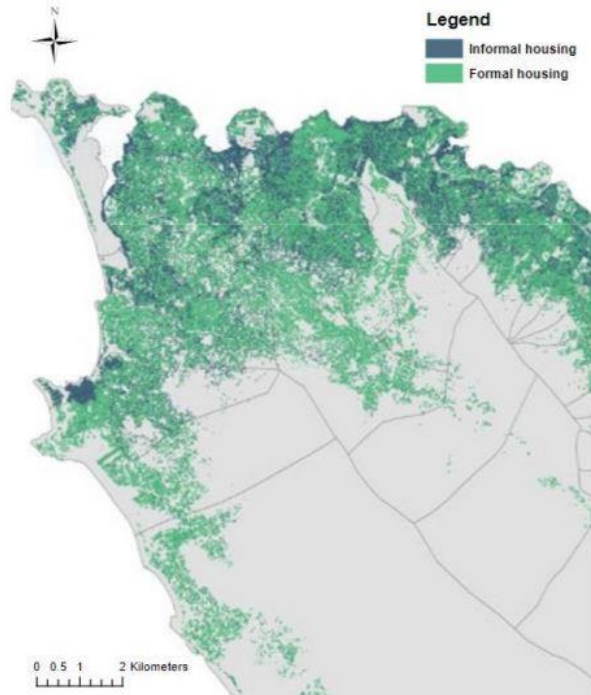 N
Legend
Informal housing
Formal housing
0 0.5 1 2 Kilometers